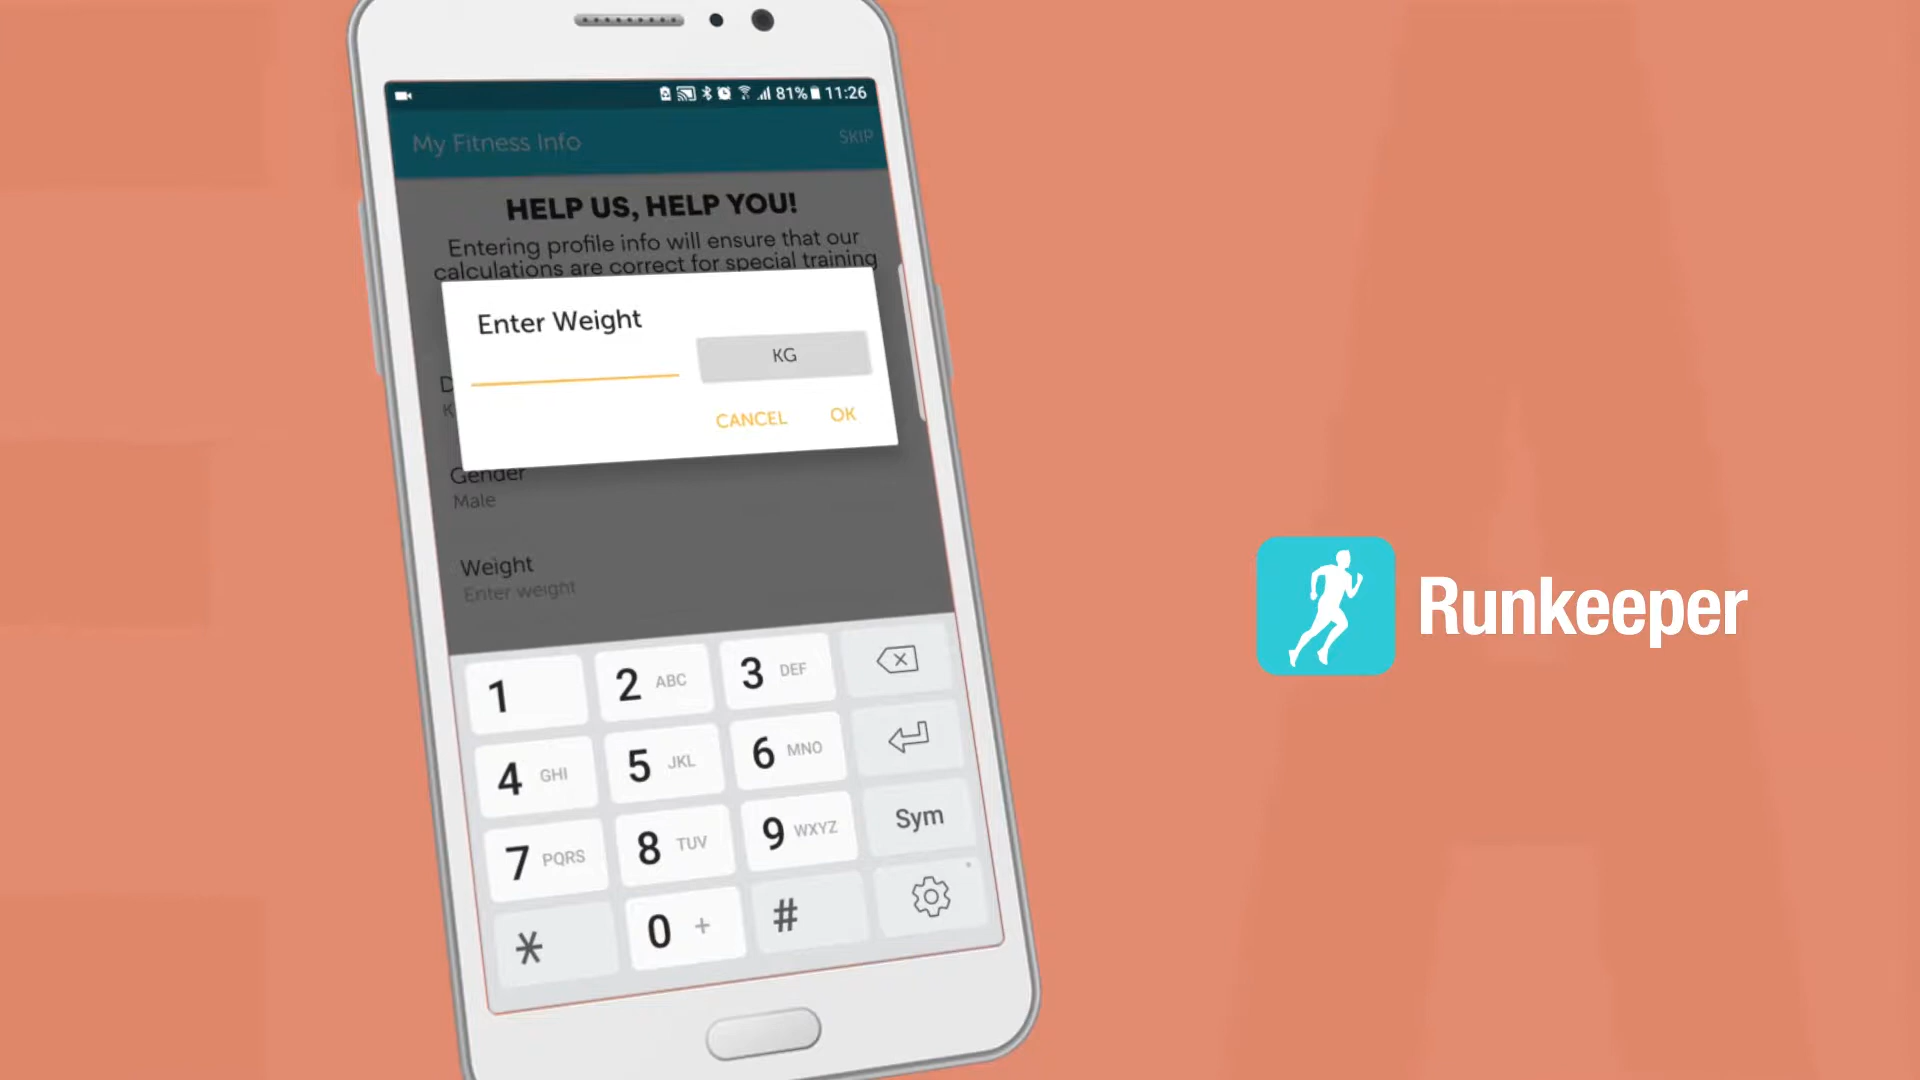 81% 11:26
My Fitness Info
SKIP
HELP US, HELP YOU!
Entering profile info will ensure that our
calculations are correct for special training
Enter Weight
KG
CANCEL OK
Gender
Male
Weight
Enter weight
1
2 ABC
3 DEF
4 GHI
5 JKL
6 MNO
7 PQRS
8 TUV
9 WXYZ
Sym
*
0 +
#
Runkeeper